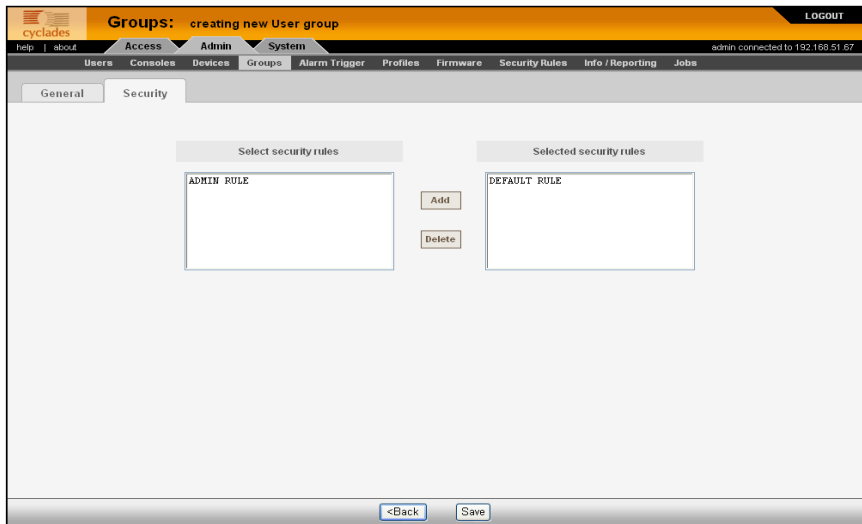 LOGOUT
cyclades
Groups: creating new User group
help | about
Access Admin System
admin connected to 192.168.51.67
Users Consoles Devices Groups Alarm Trigger Profiles Firmware Security Rules Info / Reporting Jobs
General Security
Select security rules Selected security rules
ADMIN RULE DEFAULT RULE
Add
Delete
<Back Save